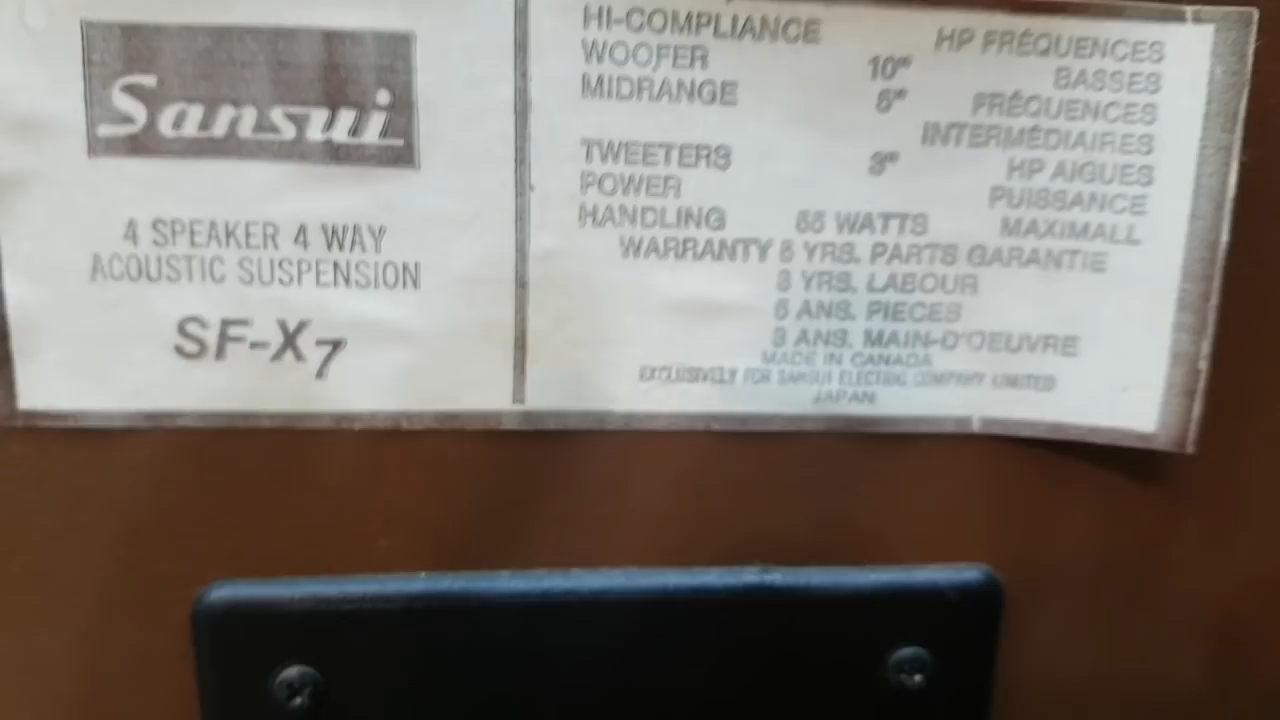 Sansui
4 SPEAKER 4 WAY
ACOUSTIC SUSPENSION
SF-X7
HI-COMPLIANCE HP FRÉQUENCES
WOOFER 10" BASSES
MIDRANGE 5" FRÉQUENCES
INTERMÉDIAIRES
TWEETERS 3" HP AIGUES
POWER PUISSANCE
HANDLING 55 WATTS MAXIMALL
WARRANTY 5 YRS. PARTS GARANTIE
3 YRS. LABOUR
5 ANS. PIECES
3 ANS. MAIN-D'OEUVRE
MADE IN CANADA
EXCLUSIVELY FOR SANSUI ELECTRIC COMPANY LIMITED
JAPAN